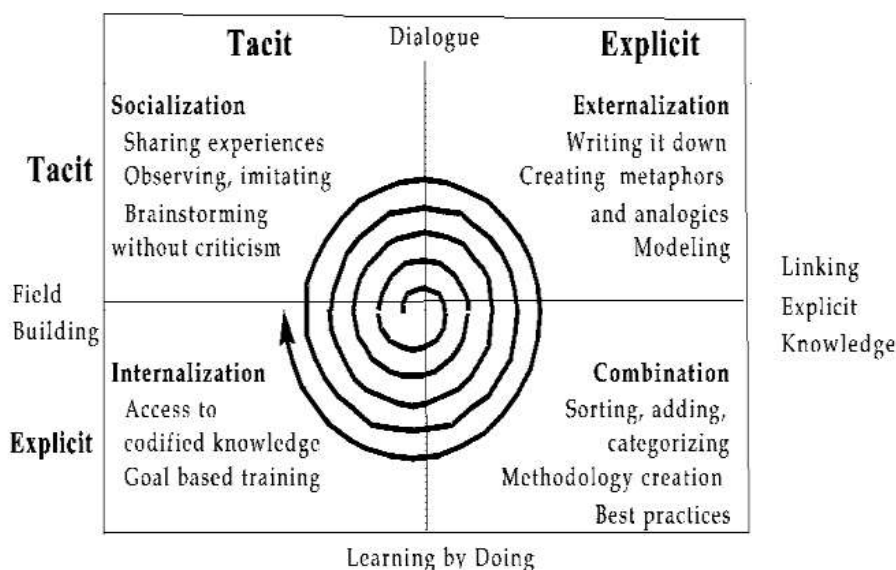 Tacit
Dialogue
Explicit
Socialization
Sharing experiences
Observing, imitating
Brainstorming
without criticism
Externalization
Writing it down
Creating metaphors
and analogies
Modeling
Tacit
Field
Building
Linking
Explicit
Knowledge
Internalization
Access to
codified knowledge
Goal based training
Combination
Sorting, adding,
categorizing
Methodology creation
Best practices
Explicit
Learning by Doing